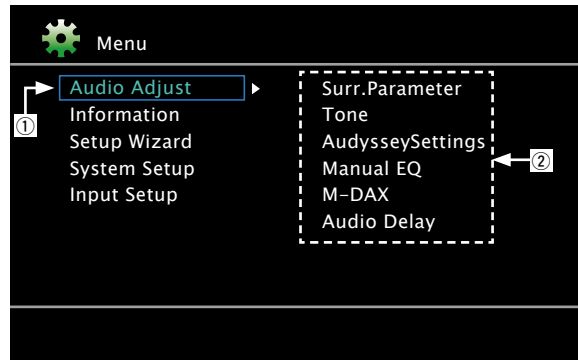 Menu
Audio Adjust
Information
Setup Wizard
System Setup
Input Setup
①
Surr.Parameter
Tone
AudysseySettings
Manual EQ
M-DAX
Audio Delay
②